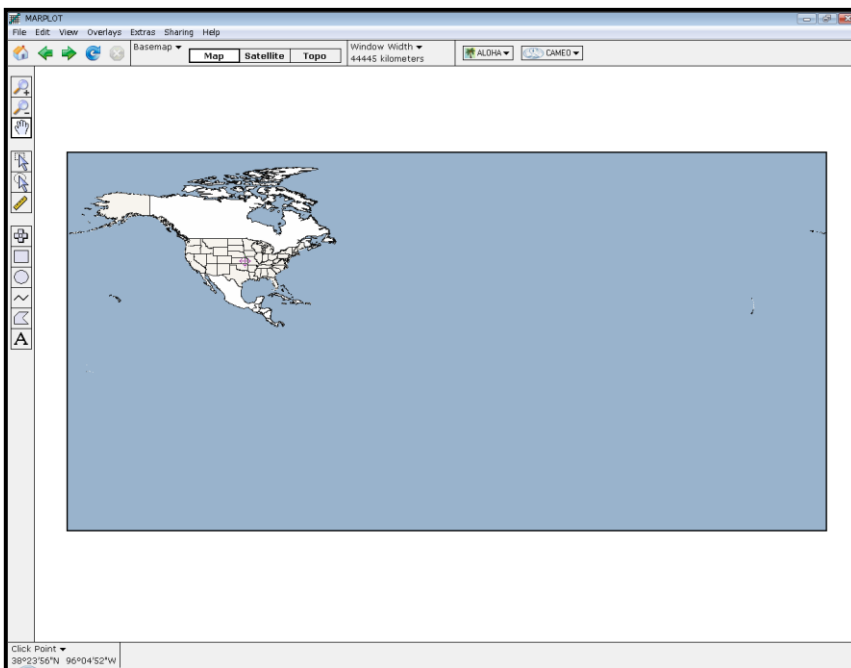 MARPLOT
File Edit View Overlays Extras Sharing Help
Basemap
Map Satellite Topo
Window Width
44445 kilometers
ALOHA
CAMEO
A
Click Point
38°23'56"N 96°04'52"W